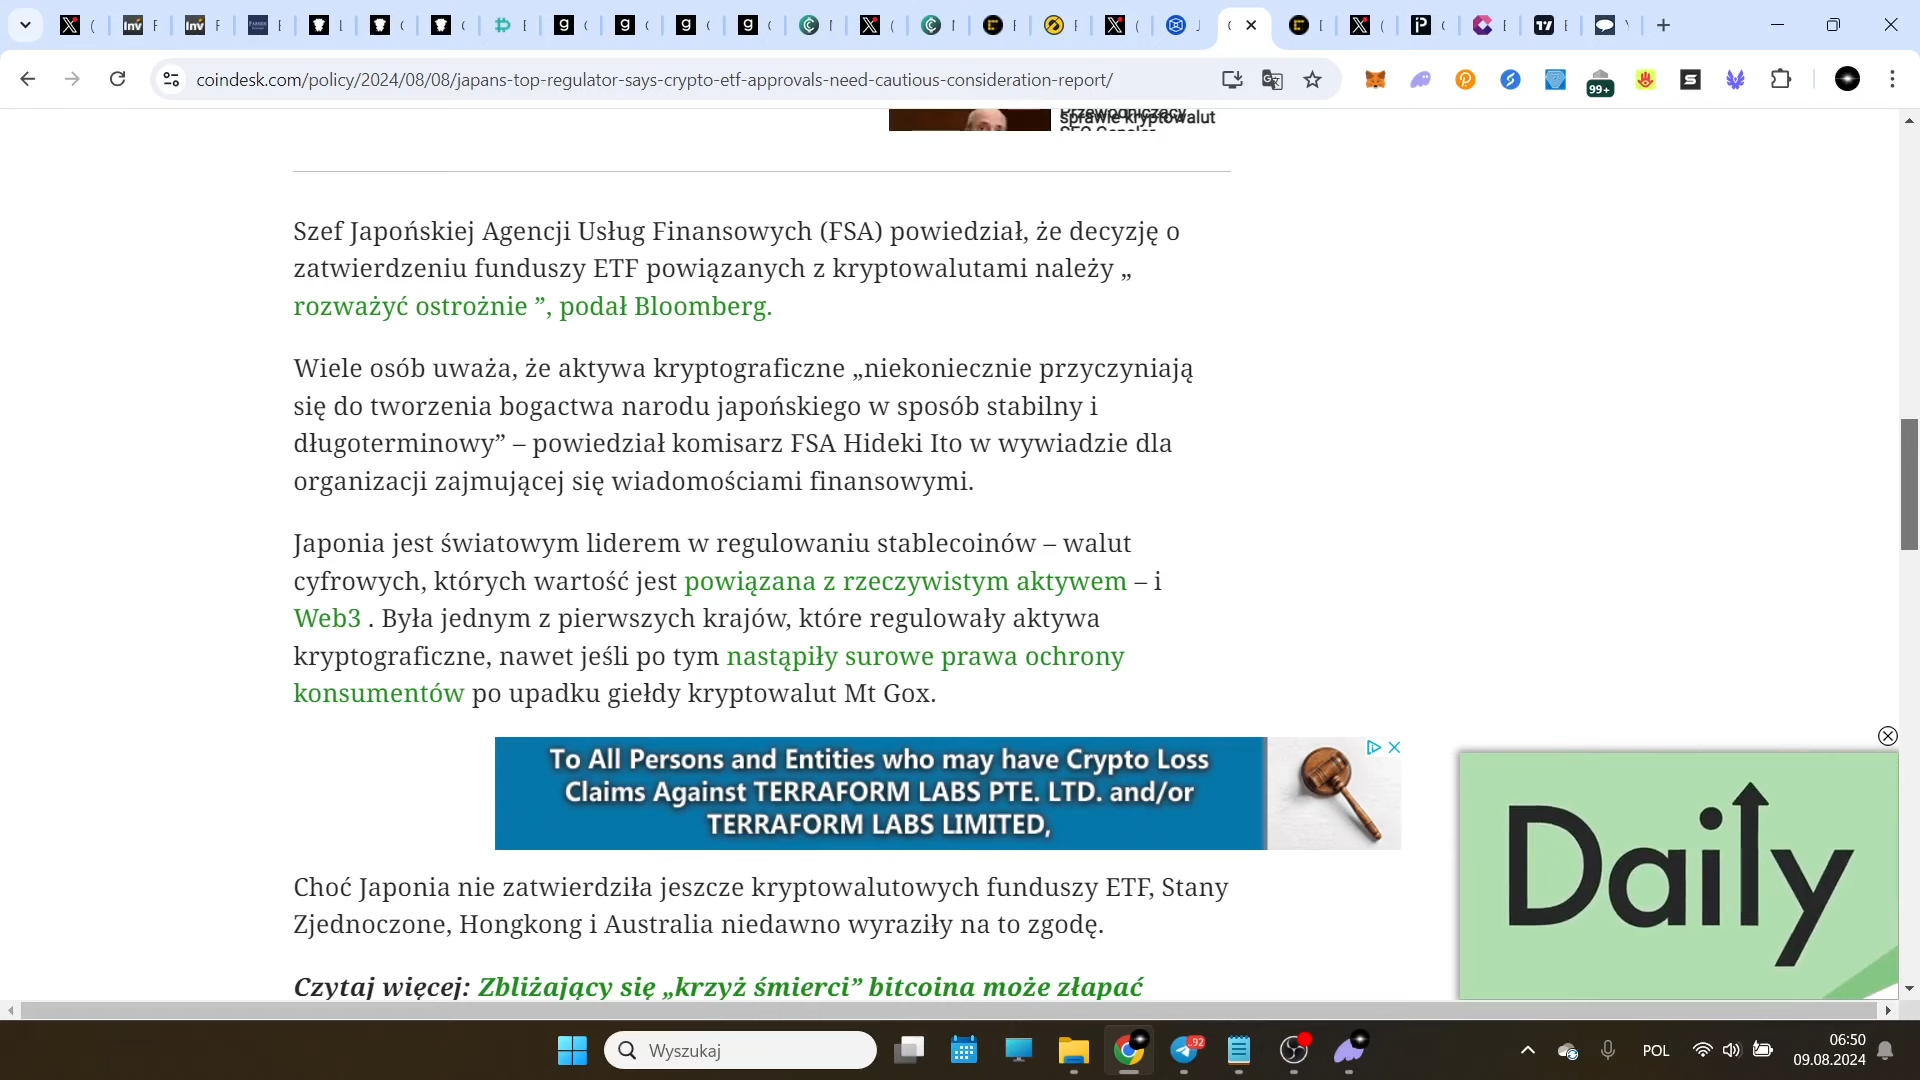 coindesk.com/policy/2024/08/08/japans-top-regulator-says-crypto-etf-approvals-need-cautious-consideration-report/
99+
Przewodniczący
sprawie kryptowalut
SEC Gensler
Szef Japońskiej Agencji Usług Finansowych (FSA) powiedział, że decyzję o
zatwierdzeniu funduszy ETF powiązanych z kryptowalutami należy „
rozważyć ostrożnie ”, podał Bloomberg.
Wiele osób uważa, że aktywa kryptograficzne „niekoniecznie przyczyniają
się do tworzenia bogactwa narodu japońskiego w sposób stabilny i
długoterminowy” – powiedział komisarz FSA Hideki Ito w wywiadzie dla
organizacji zajmującej się wiadomościami finansowymi.
Japonia jest światowym liderem w regulowaniu stablecoinów – walut
cyfrowych, których wartość jest powiązana z rzeczywistym aktywem – i
Web3 . Była jednym z pierwszych krajów, które regulowały aktywa
kryptograficzne, nawet jeśli po tym nastąpiły surowe prawa ochrony
konsumentów po upadku giełdy kryptowalut Mt Gox.
To All Persons and Entities who may have Crypto Loss
Claims Against TERRAFORM LABS PTE. LTD. and/or
TERRAFORM LABS LIMITED,
Daily
Choć Japonia nie zatwierdziła jeszcze kryptowalutowych funduszy ETF, Stany
Zjednoczone, Hongkong i Australia niedawno wyraziły na to zgodę.
Czytaj więcej: Zbliżający się „krzyż śmierci” bitcoina może złapać
Wyszukaj
92
POL
06:50
09.08.2024